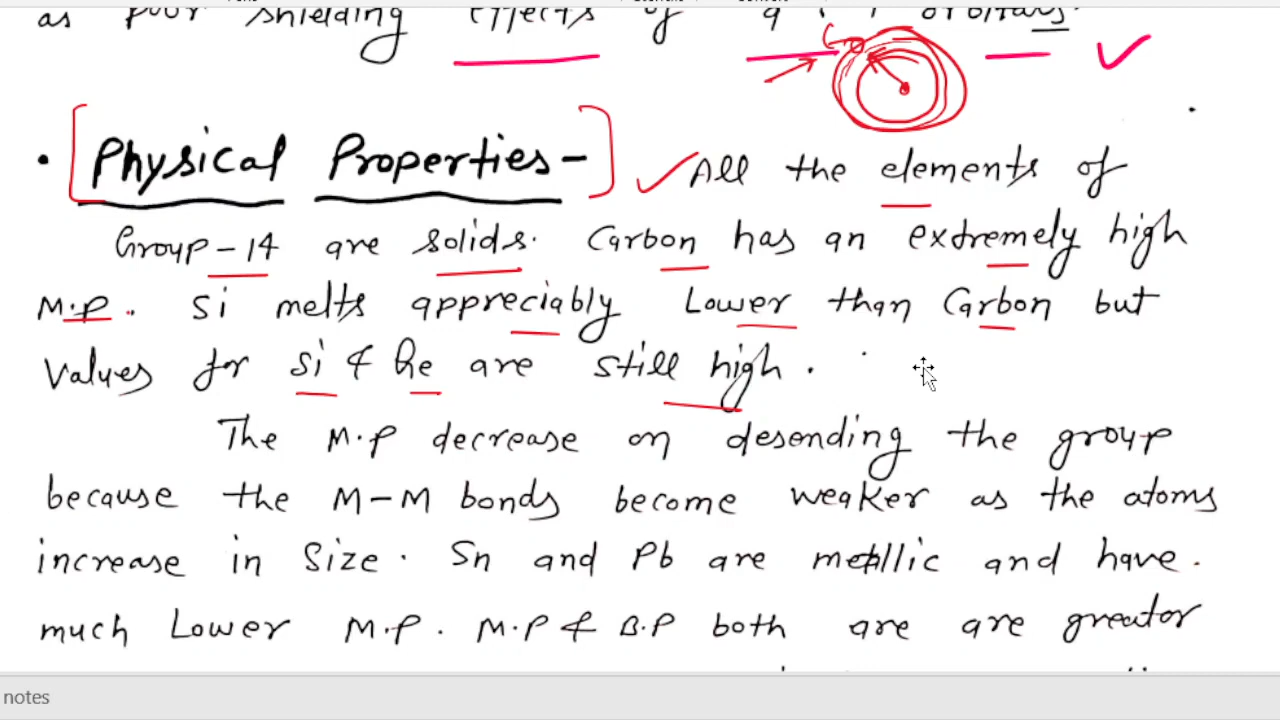 as poor shielding effects of d & f orbitals.
• Physical Properties - All the elements of
Group-14 are solids. Carbon has an extremely high
M.P. Si melts appreciably Lower than Carbon but
values for Si & Ge are still high.
The M.P decrease on desending the group
because the M-M bonds become weaker as the atoms
increase in Size. Sn and Pb are metallic and have.
much Lower M.P. M.P & B.P both are are greator
notes